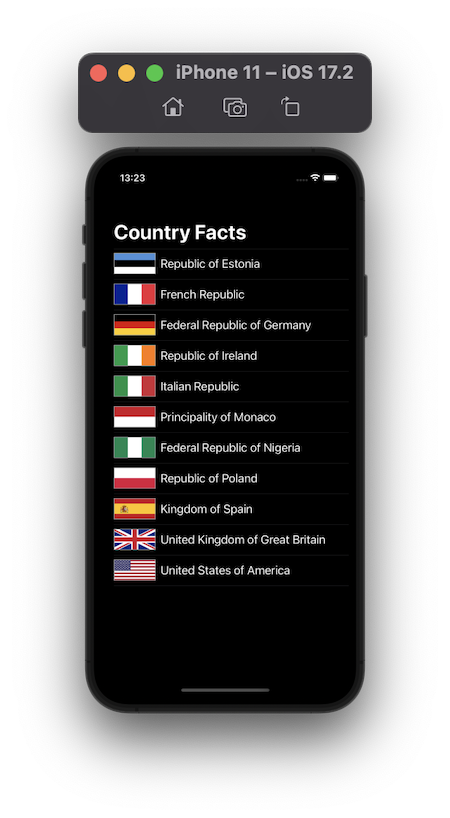 iPhone 11 – iOS 17.2
13:23
Country Facts
Republic of Estonia
French Republic
Federal Republic of Germany
Republic of Ireland
Italian Republic
Principality of Monaco
Federal Republic of Nigeria
Republic of Poland
Kingdom of Spain
United Kingdom of Great Britain
United States of America